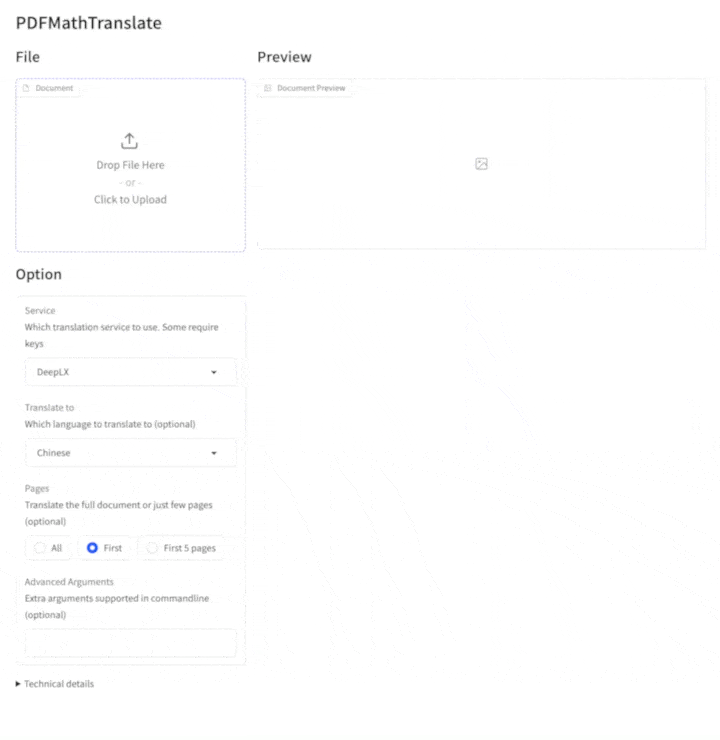 PDFMathTranslate
File
Document
Drop File Here
- or -
Click to Upload
Preview
Document Preview
Option
Service
Which translation service to use. Some require
keys
DeepLX
Translate to
Which language to translate to (optional)
Chinese
Pages
Translate the full document or just few pages
(optional)
All First First 5 pages
Advanced Arguments
Extra arguments supported in commandline
(optional)
Technical details